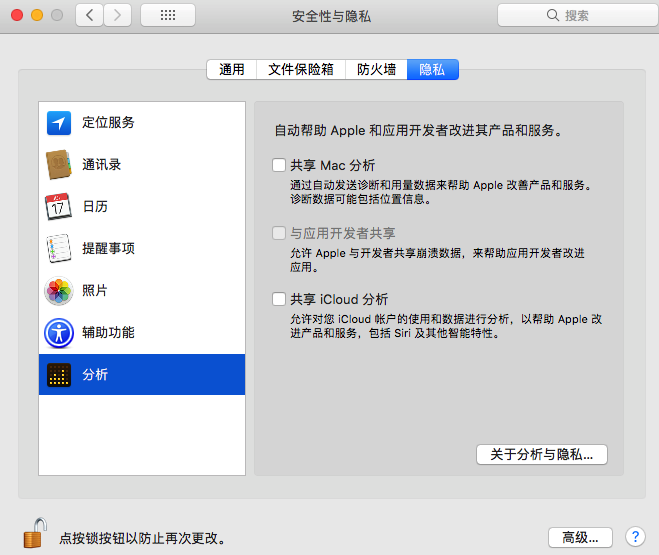 安全性与隐私
搜索
通用
文件保险箱
防火墙
隐私
定位服务
通讯录
17
日历
提醒事项
照片
辅助功能
分析
自动帮助 Apple 和应用开发者改进其产品和服务。
共享 Mac 分析
通过自动发送诊断和用量数据来帮助 Apple 改善产品和服务。
诊断数据可能包括位置信息。
与应用开发者共享
允许 Apple 与开发者共享崩溃数据，来帮助应用开发者改进
应用。
共享 iCloud 分析
允许对您 iCloud 帐户的使用和数据进行分析，以帮助 Apple 改
进产品和服务，包括 Siri 及其他智能特性。
关于分析与隐私...
点按锁按钮以防止再次更改。
高级...
?